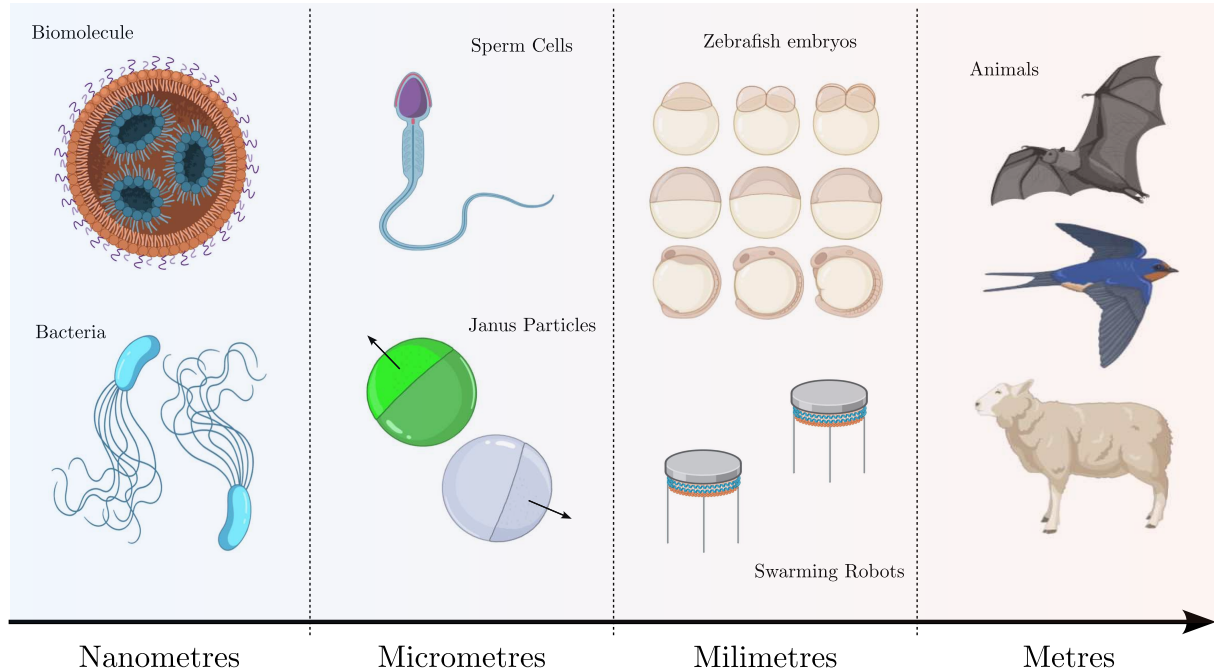 Biomolecule
Bacteria
Sperm Cells
Janus Particles
Zebrafish embryos
Swarming Robots
Animals
Nanometres
Micrometres
Milimetres
Metres